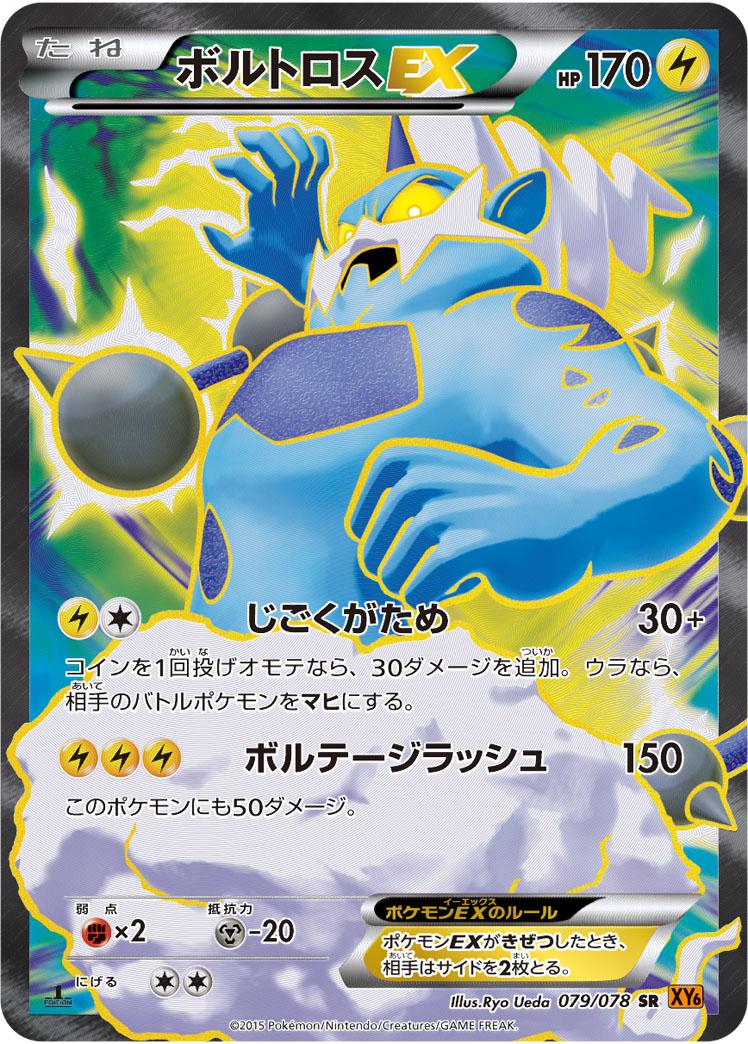 たね ボルトロスEX HP170
じごくがため 30+
コインを1回投げオモテなら、30ダメージを追加。ウラなら、
相手のバトルポケモンをマヒにする。
ボルテージラッシュ 150
このポケモンにも50ダメージ。
弱点 ×2 抵抗力 -20
にげる
ポケモンEXのルール
ポケモンEXがきぜつしたとき、
相手はサイドを2枚とる。
1 EDITION
Illus.Ryo Ueda 079/078 SR XY6
©2015 Pokémon/Nintendo/Creatures/GAME FREAK.